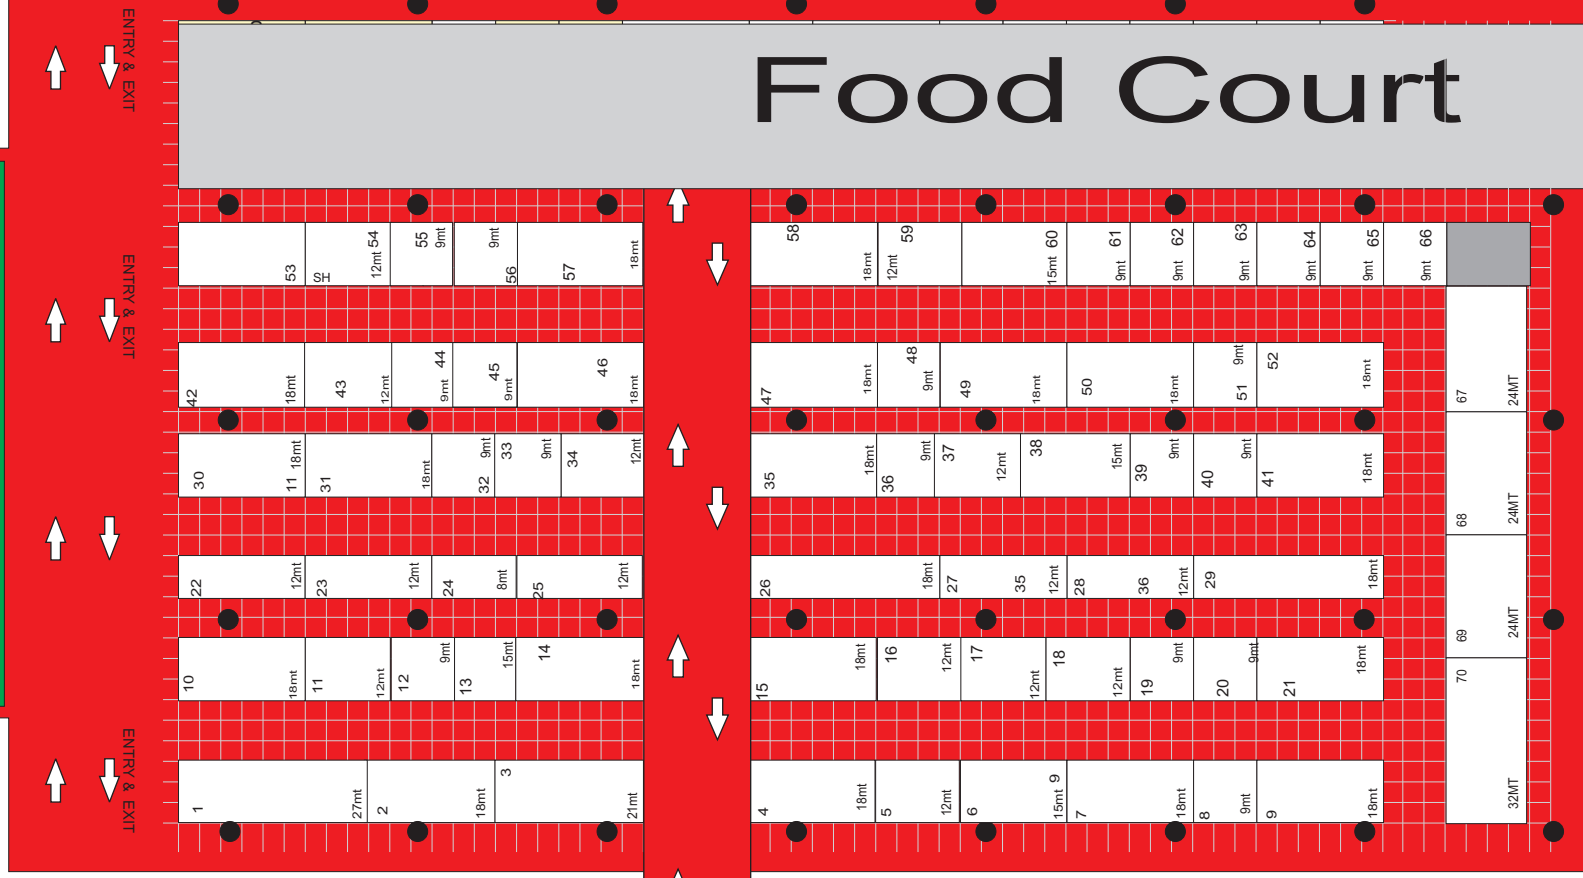 ENTRY & EXIT
Food Court
53
SH
12mt 54
55 9mt
9mt 56
57 18mt
58 18mt
59 12mt
60 15mt
61 9mt
62 9mt
63 9mt
64 9mt
65 9mt
66 9mt
ENTRY & EXIT
42 18mt
43 12mt
44 9mt
45 9mt
46 18mt
47 18mt
48 9mt
49 18mt
50 18mt
51 9mt
52 18mt
67 24MT
30 11 18mt
31 18mt
32 9mt
33 9mt
34 12mt
35 18mt
36 9mt
37 12mt
38 15mt
39 9mt
40 9mt
41 18mt
68 24MT
22 12mt
23 12mt
24 8mt
25 12mt
26 18mt
27 35 12mt
28 36 12mt
29 18mt
69 24MT
10 18mt
11 12mt
12 9mt
13 15mt
14 18mt
15 18mt
16 12mt
17 12mt
18 12mt
19 9mt
20 9mt
21 18mt
70 32MT
ENTRY & EXIT
1 27mt
2 18mt
3 21mt
4 18mt
5 12mt
6 15mt 9
7 18mt
8 9mt
9 18mt